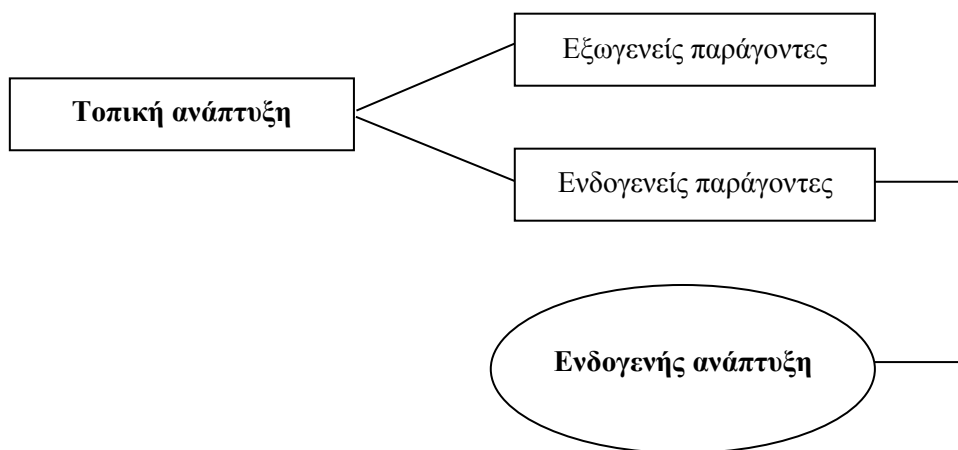 Εξωγενείς παράγοντες
Τοπική ανάπτυξη
Ενδογενείς παράγοντες
Ενδογενής ανάπτυξη